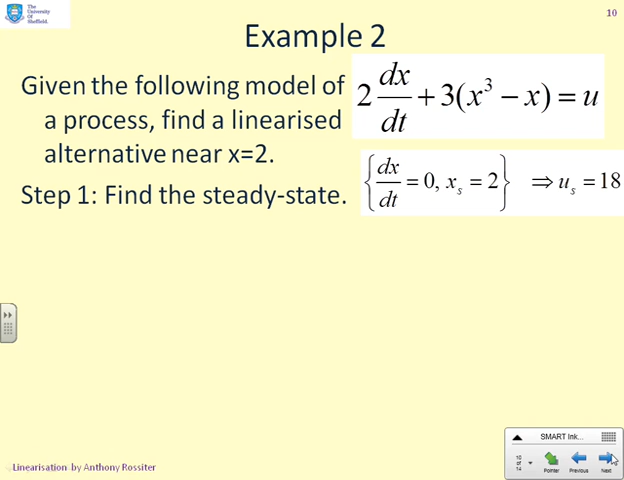 The
University
Of
Sheffield.
10
Example 2
Given the following model of
a process, find a linearised
alternative near x=2.
2 dx/dt + 3(x³ − x) = u
Step 1: Find the steady-state.
{dx/dt = 0, x_s = 2} ⇒ u_s = 18
SMART Ink...
10
of
14
Pointer
Previous
Next
Linearisation by Anthony Rossiter